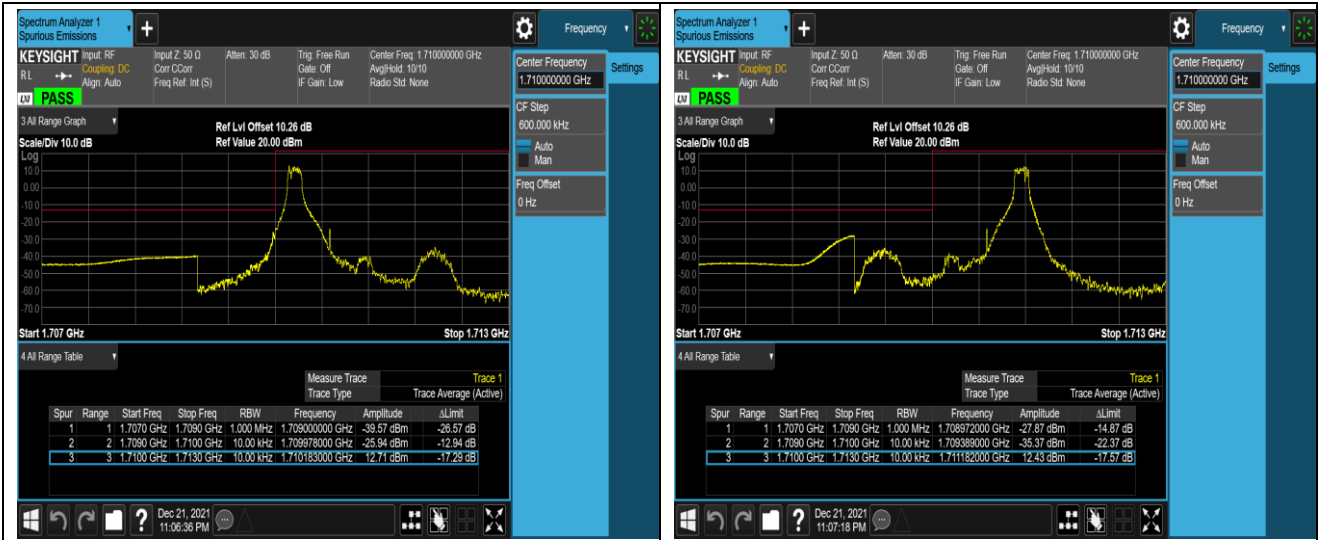 Spectrum Analyzer 1
Spurious Emissions
Frequency
KEYSIGHT Input: RF Input Z: 50 Ω Atten: 30 dB Trig: Free Run Center Freq: 1.710000000 GHz
RL Coupling: DC Corr CCorr Gate: Off Avg|Hold: 10/10
Align: Auto Freq Ref: Int (S) IF Gain: Low Radio Std: None
LXI PASS
Center Frequency
1.710000000 GHz
Settings
CF Step
600.000 kHz
Auto
Man
Freq Offset
0 Hz
3 All Range Graph
Ref Lvl Offset 10.26 dB
Scale/Div 10.0 dB Ref Value 20.00 dBm
Log
10.0
0.00
-10.0
-20.0
-30.0
-40.0
-50.0
-60.0
-70.0
Start 1.707 GHz Stop 1.713 GHz
4 All Range Table
Measure Trace Trace 1
Trace Type Trace Average (Active)
Spur Range Start Freq Stop Freq RBW Frequency Amplitude ΔLimit
1 1 1.7070 GHz 1.7090 GHz 1.000 MHz 1.709000000 GHz -39.57 dBm -26.57 dB
2 2 1.7090 GHz 1.7100 GHz 10.00 kHz 1.709978000 GHz -25.94 dBm -12.94 dB
3 3 1.7100 GHz 1.7130 GHz 10.00 kHz 1.710183000 GHz 12.71 dBm -17.29 dB
?
Dec 21, 2021
11:06:36 PM
Spectrum Analyzer 1
Spurious Emissions
Frequency
KEYSIGHT Input: RF Input Z: 50 Ω Atten: 30 dB Trig: Free Run Center Freq: 1.710000000 GHz
RL Coupling: DC Corr CCorr Gate: Off Avg|Hold: 10/10
Align: Auto Freq Ref: Int (S) IF Gain: Low Radio Std: None
LXI PASS
Center Frequency
1.710000000 GHz
Settings
CF Step
600.000 kHz
Auto
Man
Freq Offset
0 Hz
3 All Range Graph
Ref Lvl Offset 10.26 dB
Scale/Div 10.0 dB Ref Value 20.00 dBm
Log
10.0
0.00
-10.0
-20.0
-30.0
-40.0
-50.0
-60.0
-70.0
Start 1.707 GHz Stop 1.713 GHz
4 All Range Table
Measure Trace Trace 1
Trace Type Trace Average (Active)
Spur Range Start Freq Stop Freq RBW Frequency Amplitude ΔLimit
1 1 1.7070 GHz 1.7090 GHz 1.000 MHz 1.708972000 GHz -27.87 dBm -14.87 dB
2 2 1.7090 GHz 1.7100 GHz 10.00 kHz 1.709389000 GHz -35.37 dBm -22.37 dB
3 3 1.7100 GHz 1.7130 GHz 10.00 kHz 1.711182000 GHz 12.43 dBm -17.57 dB
?
Dec 21, 2021
11:07:18 PM